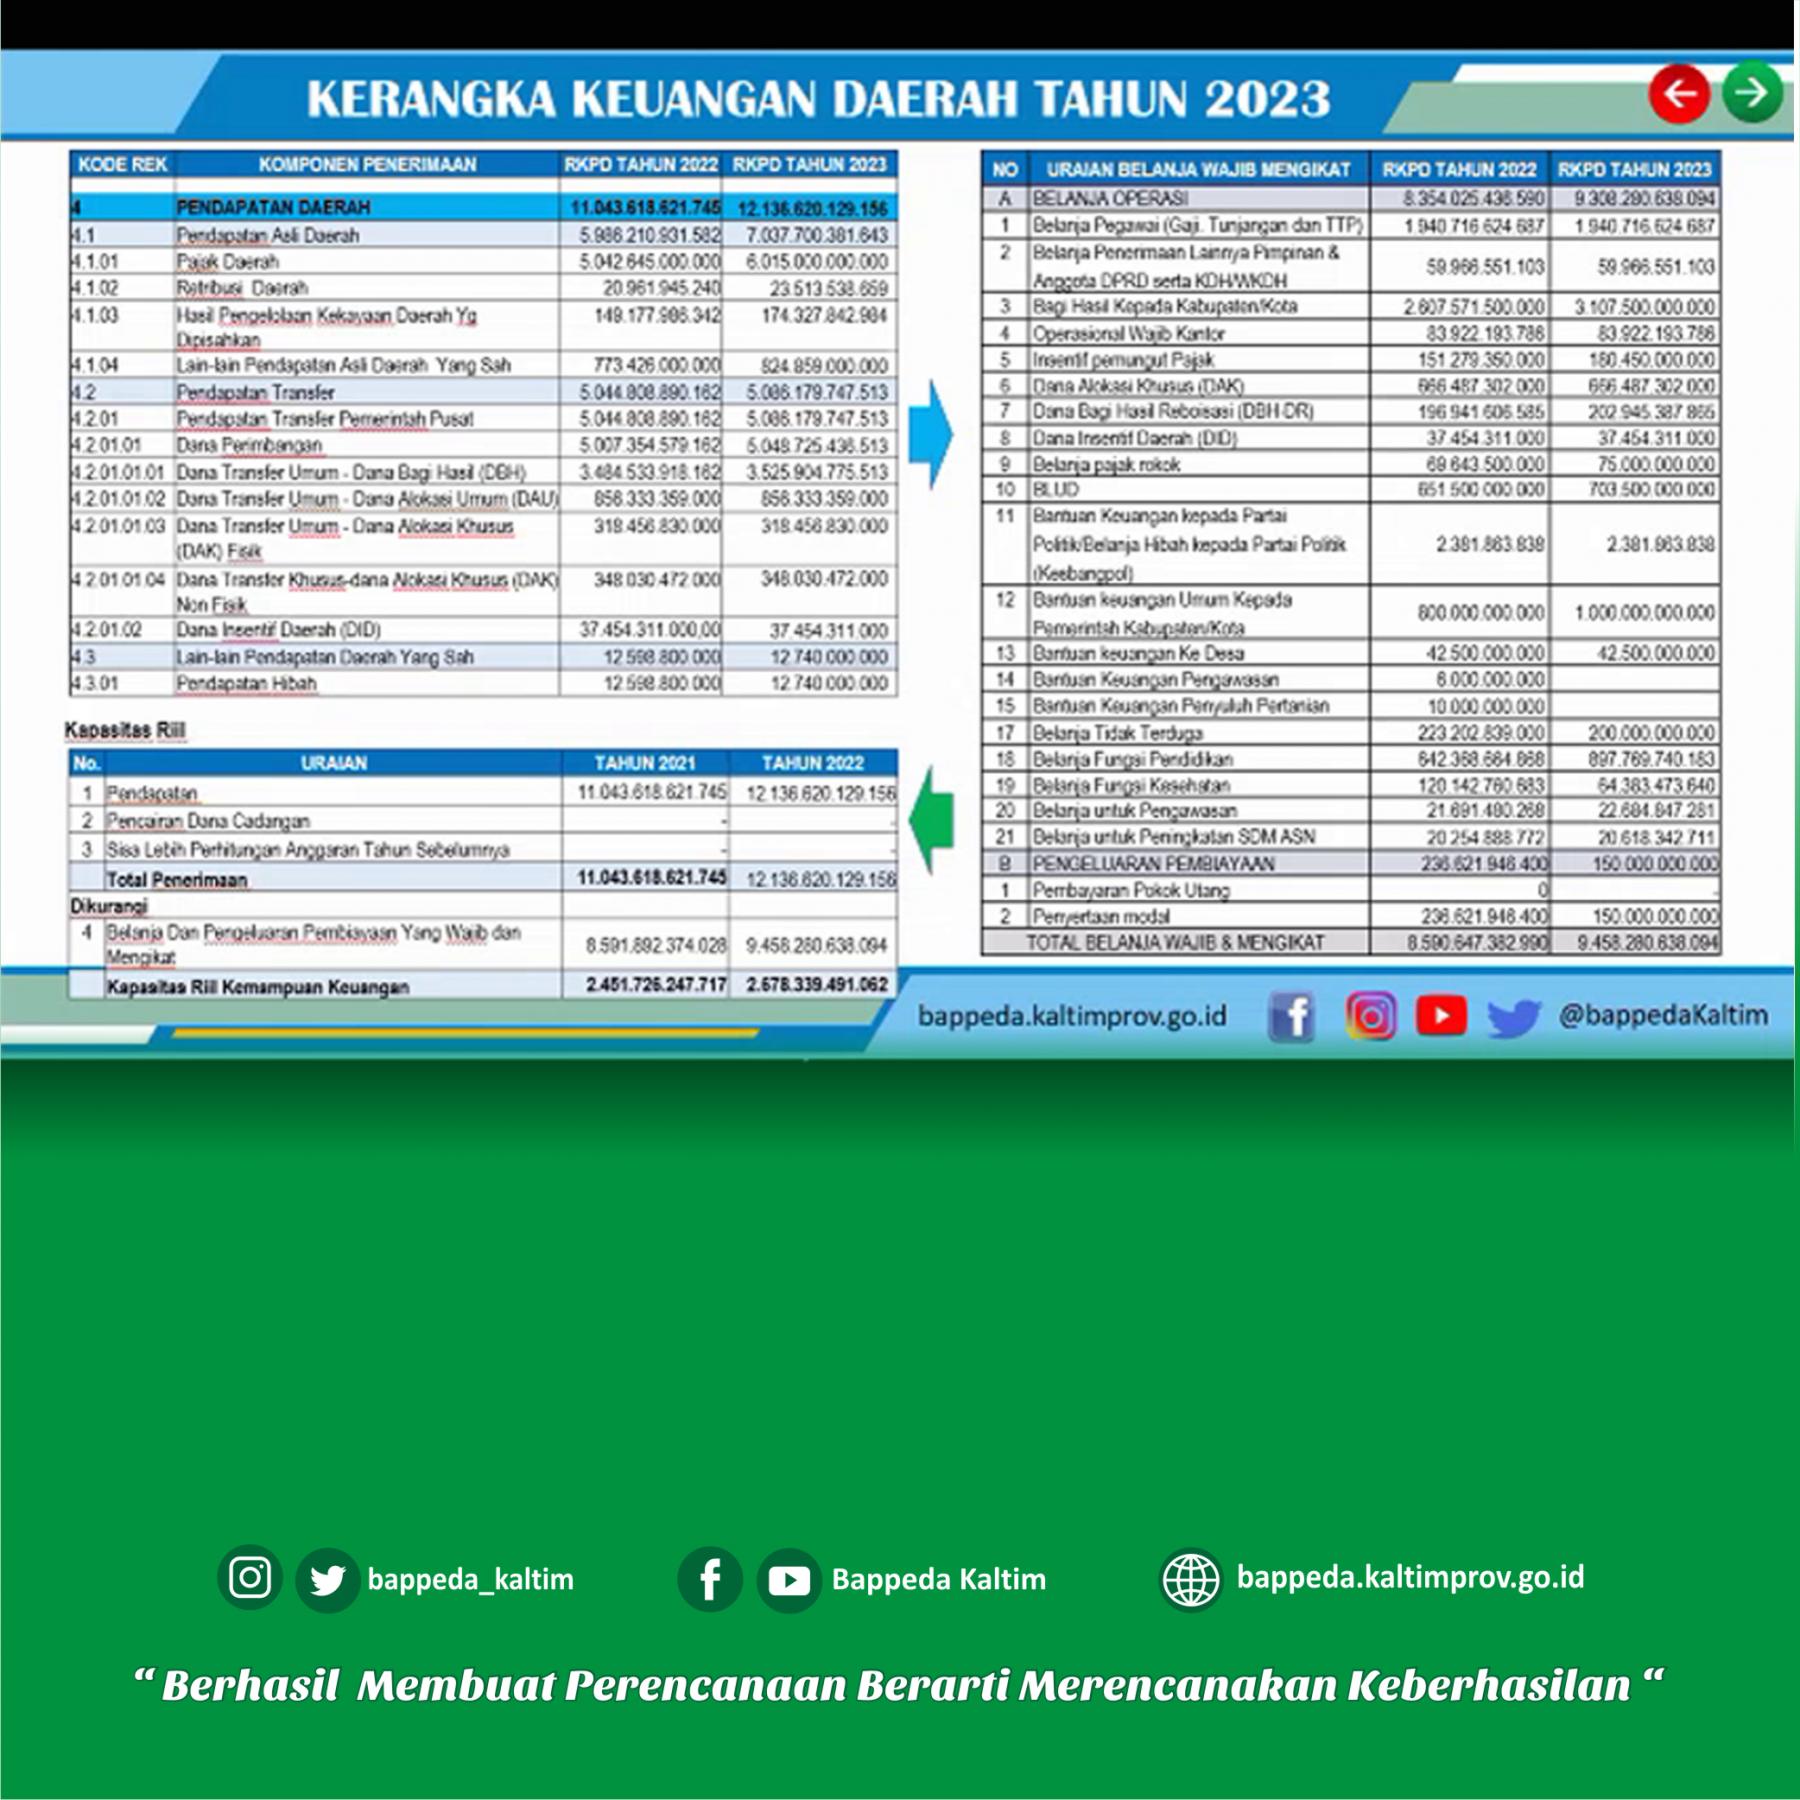 KERANGKA KEUANGAN DAERAH TAHUN 2023
KODE REK KOMPONEN PENERIMAAN RKPD TAHUN 2022 RKPD TAHUN 2023
4 PENDAPATAN DAERAH 11.043.618.621.745 12.136.620.129.156
4.1 Pendapatan Asli Daerah 5.986.210.931.582 7.037.700.381.643
4.1.01 Pajak Daerah 5.042.645.000.000 6.015.000.000.000
4.1.02 Retribusi Daerah 20.961.945.240 23.513.538.659
4.1.03 Hasil Pengelolaan Kekayaan Daerah Yg 149.177.986.342 174.327.842.984
Dipisahkan
4.1.04 Lain-lain Pendapatan Asli Daerah Yang Sah 773.426.000.000 824.859.000.000
4.2 Pendapatan Transfer 5.044.808.890.162 5.086.179.747.513
4.2.01 Pendapatan Transfer Pemerintah Pusat 5.044.808.890.162 5.086.179.747.513
4.2.01.01 Dana Perimbangan 5.007.354.579.162 5.048.725.436.513
4.2.01.01.01 Dana Transfer Umum - Dana Bagi Hasil (DBH) 3.484.533.918.162 3.525.904.775.513
4.2.01.01.02 Dana Transfer Umum - Dana Alokasi Umum (DAU) 856.333.359.000 856.333.359.000
4.2.01.01.03 Dana Transfer Umum - Dana Alokasi Khusus 318.456.830.000 318.456.830.000
(DAK) Fisik
4.2.01.01.04 Dana Transfer Khusus-dana Alokasi Khusus (DAK) 348.030.472.000 348.030.472.000
Non Fisik
4.2.01.02 Dana Insentif Daerah (DID) 37.454.311.000,00 37.454.311.000
4.3 Lain-lain Pendapatan Daerah Yang Sah 12.598.800.000 12.740.000.000
4.3.01 Pendapatan Hibah 12.598.800.000 12.740.000.000
Kapasitas Riil
No. URAIAN TAHUN 2021 TAHUN 2022
1 Pendapatan 11.043.618.621.745 12.136.620.129.156
2 Pencairan Dana Cadangan - -
3 Sisa Lebih Perhitungan Anggaran Tahun Sebelumnya - -
Total Penerimaan 11.043.618.621.745 12.136.620.129.156
Dikurangi
4 Belanja Dan Pengeluaran Pembiayaan Yang Wajib dan 8.591.892.374.028 9.458.280.638.094
Mengikat
Kapasitas Riil Kemampuan Keuangan 2.451.726.247.717 2.678.339.491.062
NO URAIAN BELANJA WAJIB MENGIKAT RKPD TAHUN 2022 RKPD TAHUN 2023
A BELANJA OPERASI 8.354.025.436.590 9.308.280.638.094
1 Belanja Pegawai (Gaji. Tunjangan dan TTP) 1.940.716.624.687 1.940.716.624.687
2 Belanja Penerimaan Lainnya Pimpinan & 59.966.551.103 59.966.551.103
Anggota DPRD serta KDH/WKDH
3 Bagi Hasil Kepada Kabupaten/Kota 2.607.571.500.000 3.107.500.000.000
4 Operasional Wajib Kantor 83.922.193.786 83.922.193.786
5 Insentif pemungut Pajak 151.279.350.000 180.450.000.000
6 Dana Alokasi Khusus (DAK) 666.487.302.000 666.487.302.000
7 Dana Bagi Hasil Reboisasi (DBH-DR) 196.941.606.585 202.945.387.865
8 Dana Insentif Daerah (DID) 37.454.311.000 37.454.311.000
9 Belanja pajak rokok 69.643.500.000 75.000.000.000
10 BLUD 651.500.000.000 703.500.000.000
11 Bantuan Keuangan kepada Partai
Politik/Belanja Hibah kepada Partai Politik 2.381.863.838 2.381.863.838
(Kesbangpol)
12 Bantuan keuangan Umum Kepada 800.000.000.000 1.000.000.000.000
Pemerintah Kabupaten/Kota
13 Bantuan keuangan Ke Desa 42.500.000.000 42.500.000.000
14 Bantuan Keuangan Pengawasan 6.000.000.000
15 Bantuan Keuangan Penyuluh Pertanian 10.000.000.000
17 Belanja Tidak Terduga 223.202.839.000 200.000.000.000
18 Belanja Fungsi Pendidikan 642.368.664.668 897.769.740.183
19 Belanja Fungsi Kesehatan 120.142.760.683 64.383.473.640
20 Belanja untuk Pengawasan 21.691.480.268 22.684.847.281
21 Belanja untuk Peningkatan SDM ASN 20.254.888.772 20.618.342.711
B PENGELUARAN PEMBIAYAAN 236.621.946.400 150.000.000.000
1 Pembayaran Pokok Utang 0 -
2 Penyertaan modal 236.621.946.400 150.000.000.000
TOTAL BELANJA WAJIB & MENGIKAT 8.590.647.382.990 9.458.280.638.094
bappeda.kaltimprov.go.id @bappedaKaltim
bappeda_kaltim Bappeda Kaltim bappeda.kaltimprov.go.id
“ Berhasil Membuat Perencanaan Berarti Merencanakan Keberhasilan “